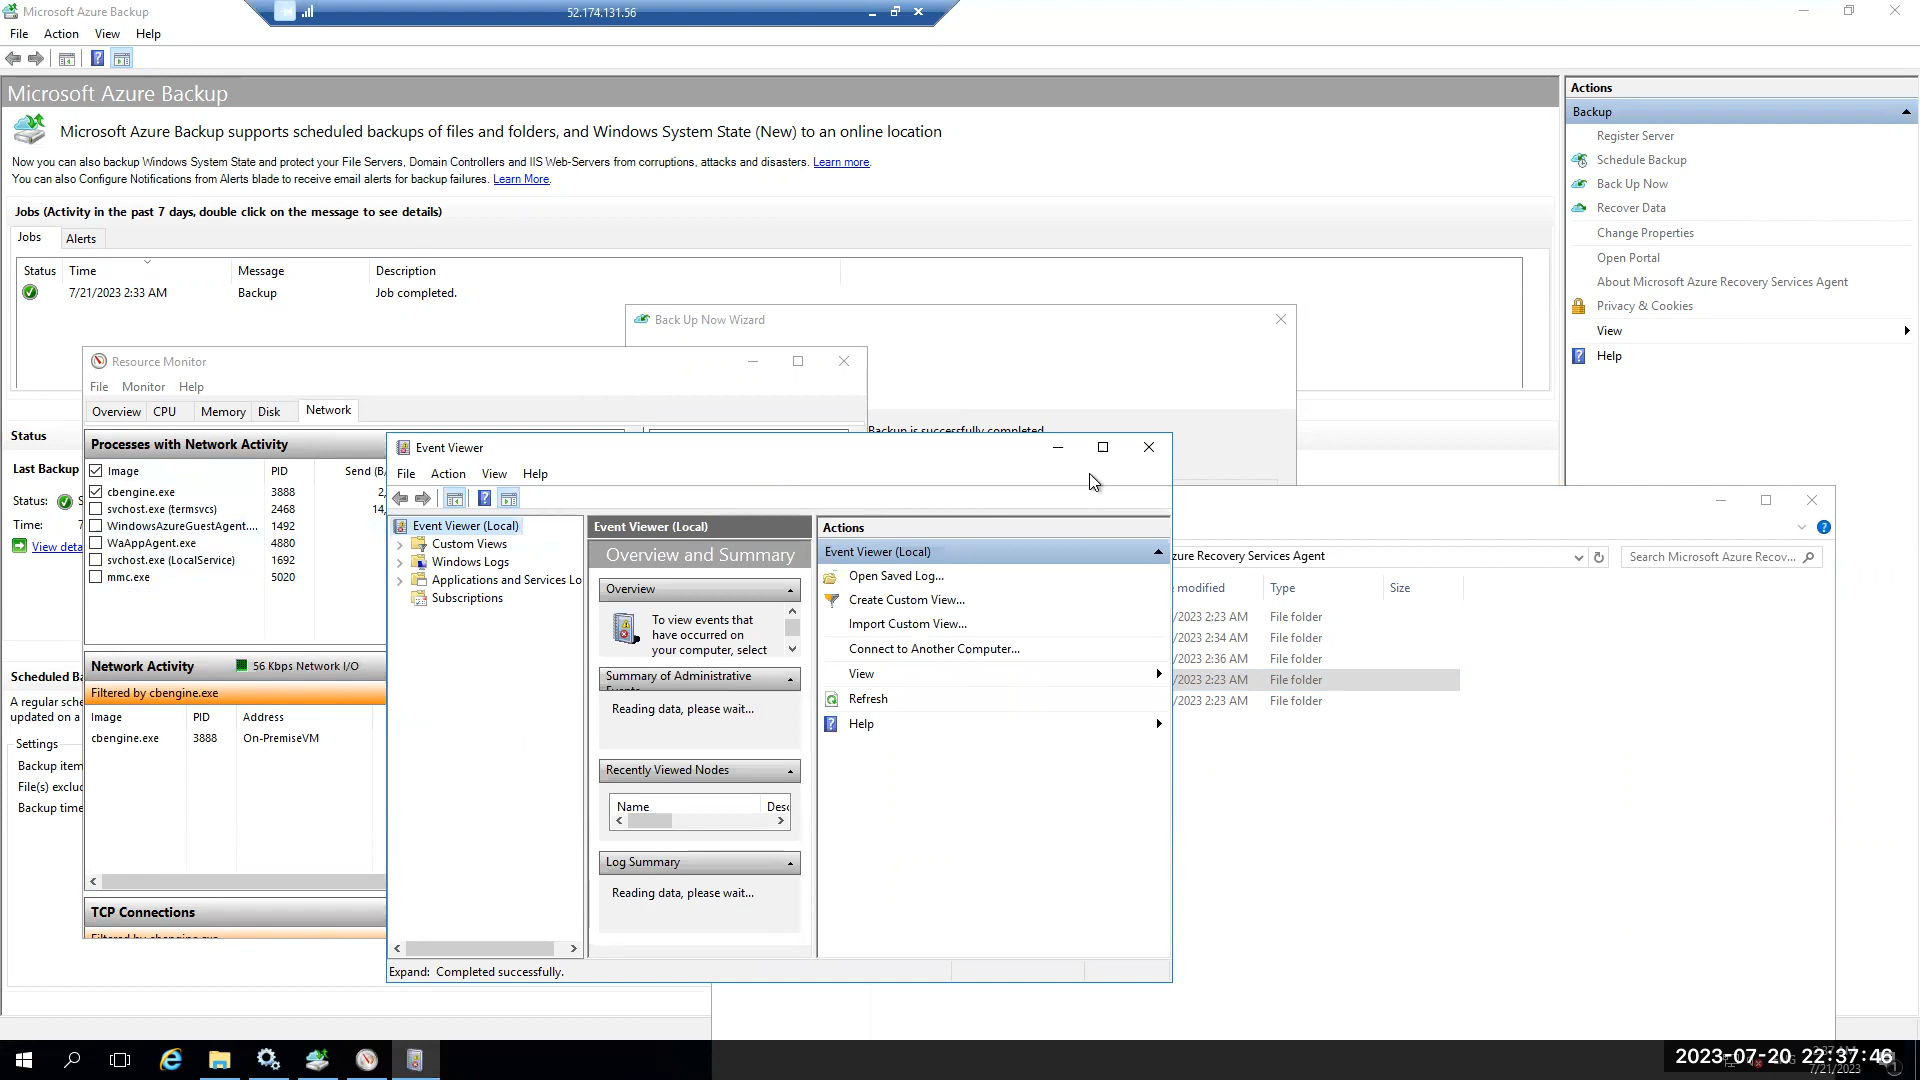 Microsoft Azure Backup
52.174.131.56
File Action View Help
Microsoft Azure Backup
Microsoft Azure Backup supports scheduled backups of files and folders, and Windows System State (New) to an online location
Now you can also backup Windows System State and protect your File Servers, Domain Controllers and IIS Web-Servers from corruptions, attacks and disasters. Learn more.
You can also Configure Notifications from Alerts blade to receive email alerts for backup failures. Learn More.
Jobs (Activity in the past 7 days, double click on the message to see details)
Jobs Alerts
Status Time Message Description
7/21/2023 2:33 AM Backup Job completed.
Actions
Backup
Register Server
Schedule Backup
Back Up Now
Recover Data
Change Properties
Open Portal
About Microsoft Azure Recovery Services Agent
Privacy & Cookies
View
Help
Back Up Now Wizard
Backup is successfully completed.
Status
Last Backup
Status:
Time:
View deta
Scheduled Ba
A regular sche
updated on a
Settings
Backup item
File(s) exclu
Backup time
Resource Monitor
File Monitor Help
Overview CPU Memory Disk Network
Processes with Network Activity
Image PID Send (B/
cbengine.exe 3888 2,
svchost.exe (termsvcs) 2468 14,
WindowsAzureGuestAgent.... 1492
WaAppAgent.exe 4880
svchost.exe (LocalService) 1692
mmc.exe 5020
Network Activity 56 Kbps Network I/O
Filtered by cbengine.exe
Image PID Address
cbengine.exe 3888 On-PremiseVM
TCP Connections
Filtered by cbengine.exe
Event Viewer
File Action View Help
Event Viewer (Local)
Custom Views
Windows Logs
Applications and Services Lo
Subscriptions
Event Viewer (Local)
Overview and Summary
Overview
To view events that
have occurred on
your computer, select
Summary of Administrative
Events
Reading data, please wait...
Recently Viewed Nodes
Name Desc
Log Summary
Reading data, please wait...
Actions
Event Viewer (Local)
Open Saved Log...
Create Custom View...
Import Custom View...
Connect to Another Computer...
View
Refresh
Help
Expand: Completed successfully.
zure Recovery Services Agent
Search Microsoft Azure Recov...
modified Type Size
/2023 2:23 AM File folder
/2023 2:34 AM File folder
/2023 2:36 AM File folder
/2023 2:23 AM File folder
/2023 2:23 AM File folder
2023-07-20 22:37:46
7/21/2023